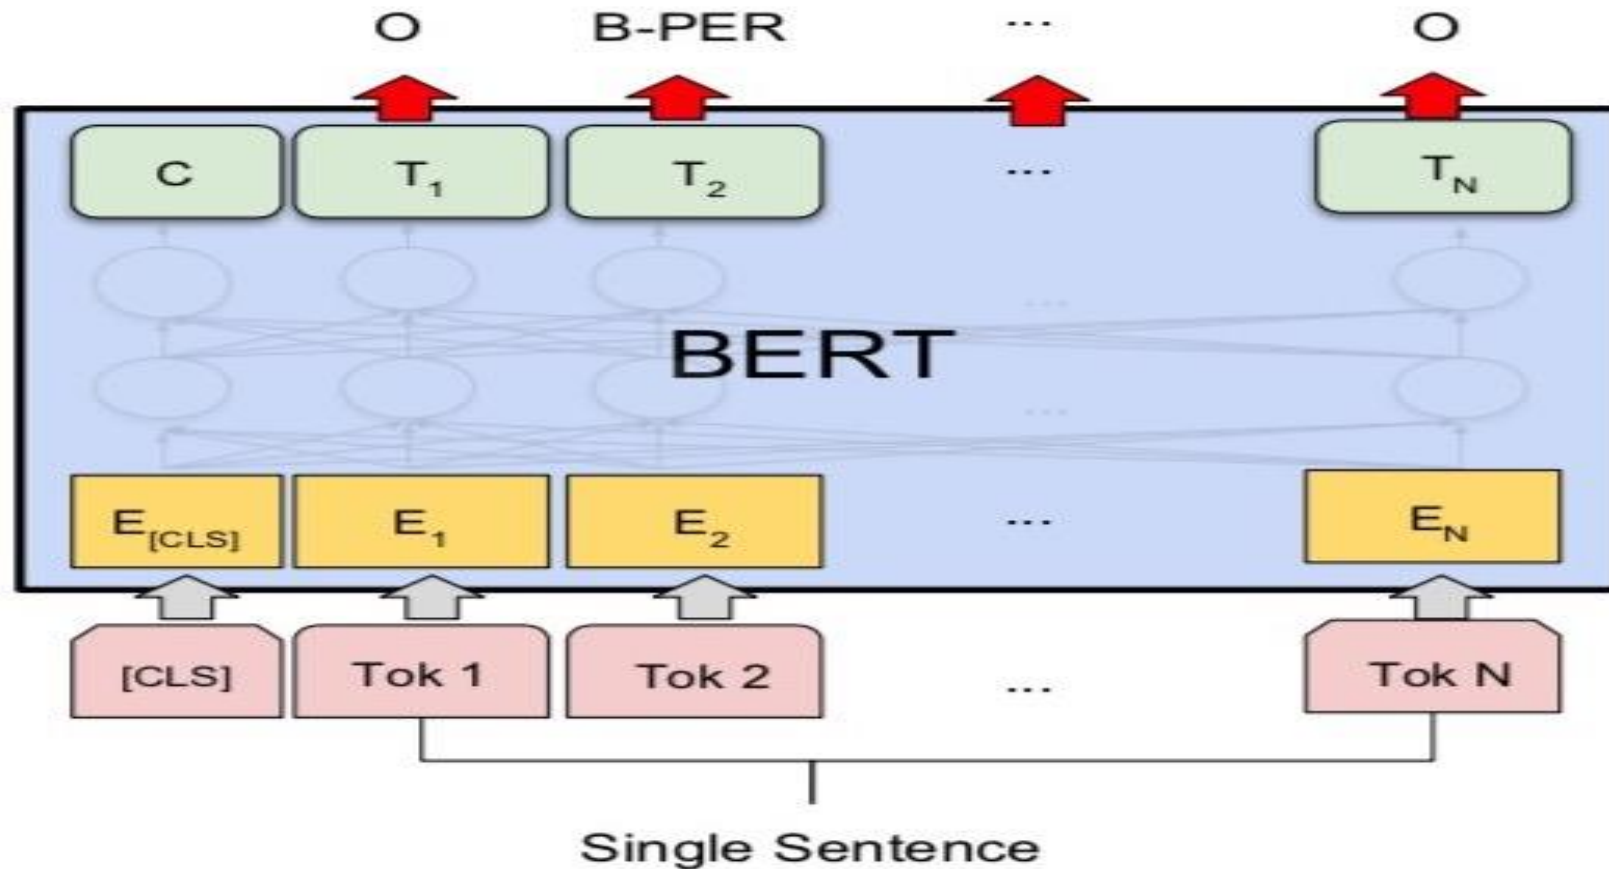 O B-PER ... O
C T1 T2 ... TN
...
BERT
...
E[CLS] E1 E2 ... EN
[CLS] Tok 1 Tok 2 ... Tok N
Single Sentence